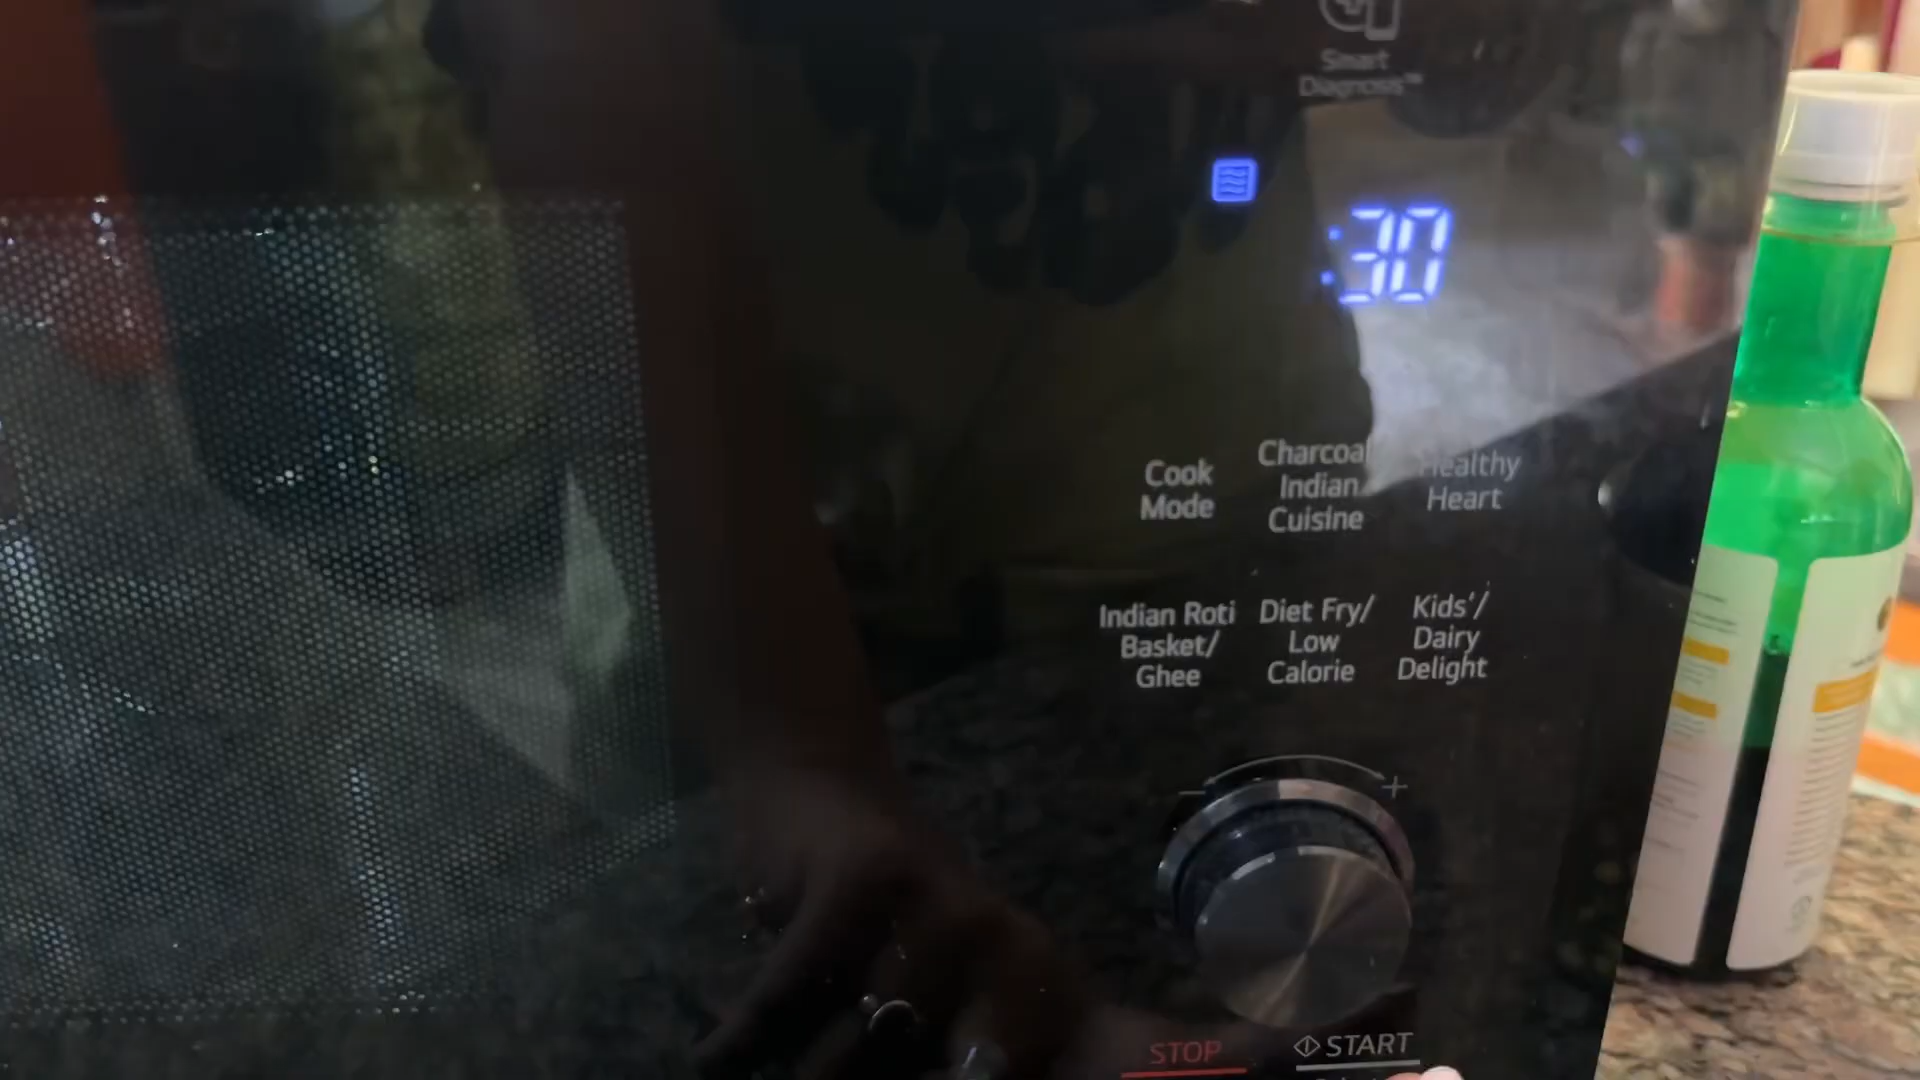 Smart
Diagnosis™
:30
Cook
Mode
Charcoal
Indian
Cuisine
Healthy
Heart
Indian Roti
Basket/
Ghee
Diet Fry/
Low
Calorie
Kids'/
Dairy
Delight
− +
STOP
START